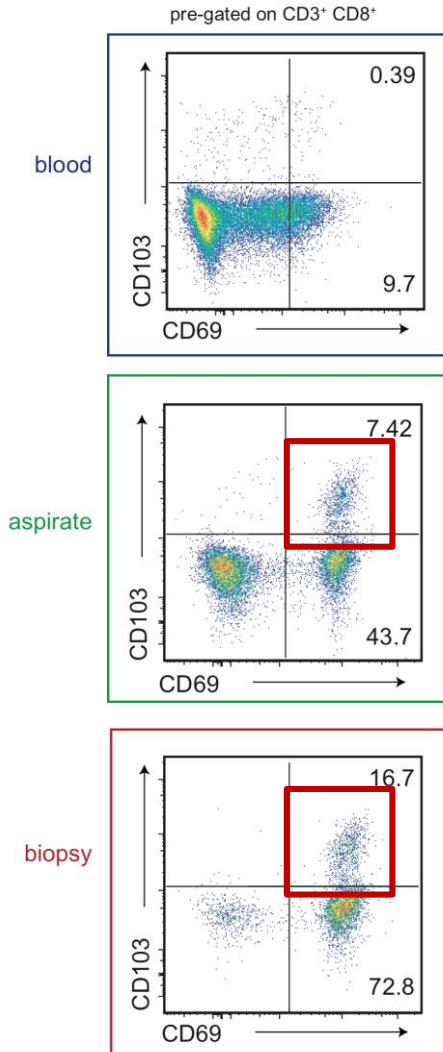 pre-gated on CD3⁺ CD8⁺
blood
0.39
9.7
CD103
CD69
aspirate
7.42
43.7
CD103
CD69
biopsy
16.7
72.8
CD103
CD69